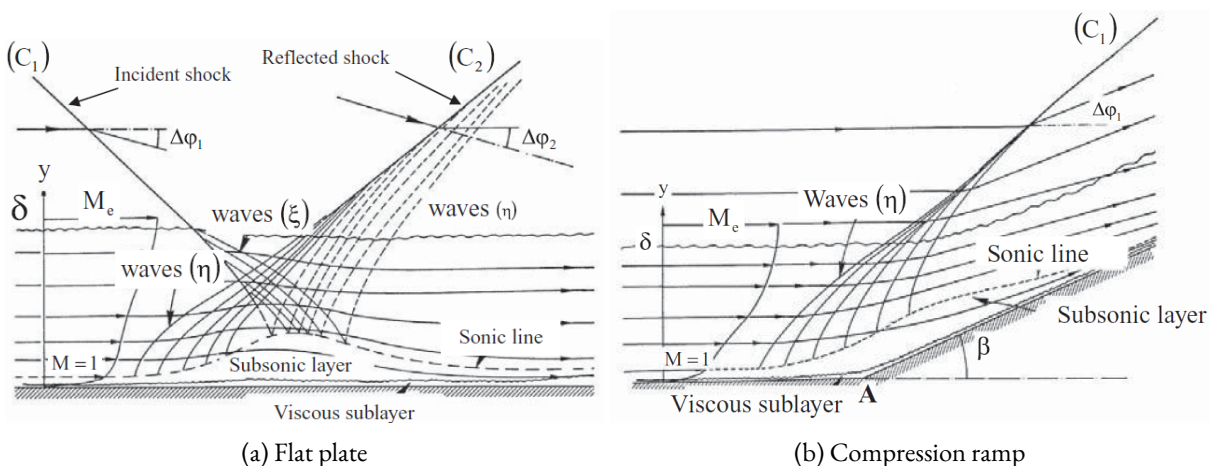 (C₁)
Incident shock
Reflected shock
(C₂)
Δφ₁
Δφ₂
y
δ
Mₑ
waves (ξ)
waves (η)
waves (η)
M = 1
Subsonic layer
Sonic line
Viscous sublayer
(a) Flat plate
(C₁)
Δφ₁
y
Waves (η)
Mₑ
δ
Sonic line
Subsonic layer
M = 1
β
Viscous sublayer
A
(b) Compression ramp